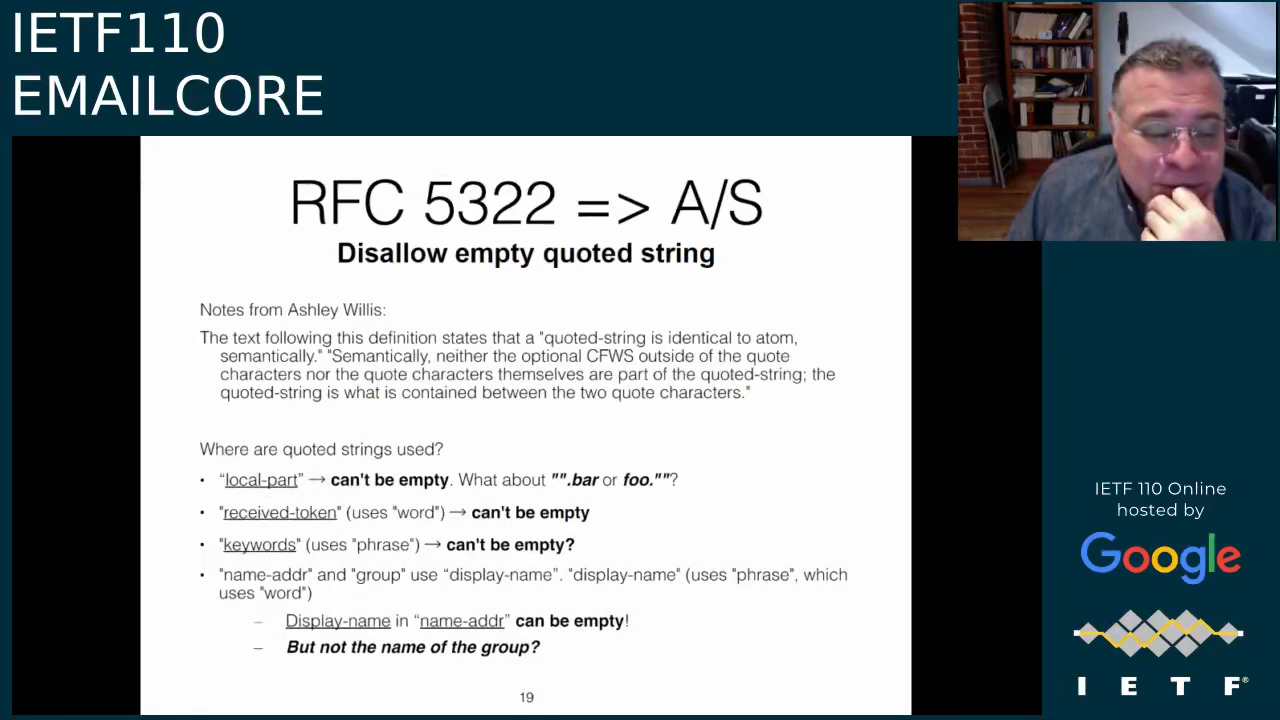 IETF110
EMAILCORE
RFC 5322 => A/S
Disallow empty quoted string
Notes from Ashley Willis:
The text following this definition states that a "quoted-string is identical to atom,
semantically." "Semantically, neither the optional CFWS outside of the quote
characters nor the quote characters themselves are part of the quoted-string; the
quoted-string is what is contained between the two quote characters."
Where are quoted strings used?
• “local-part” → can't be empty. What about "".bar or foo.""?
• "received-token" (uses "word") → can't be empty
• "keywords" (uses "phrase") → can't be empty?
• "name-addr" and "group" use “display-name”. "display-name" (uses "phrase", which
uses "word")
– Display-name in “name-addr” can be empty!
– But not the name of the group?
19
IETF 110 Online
hosted by
Google
I E T F®